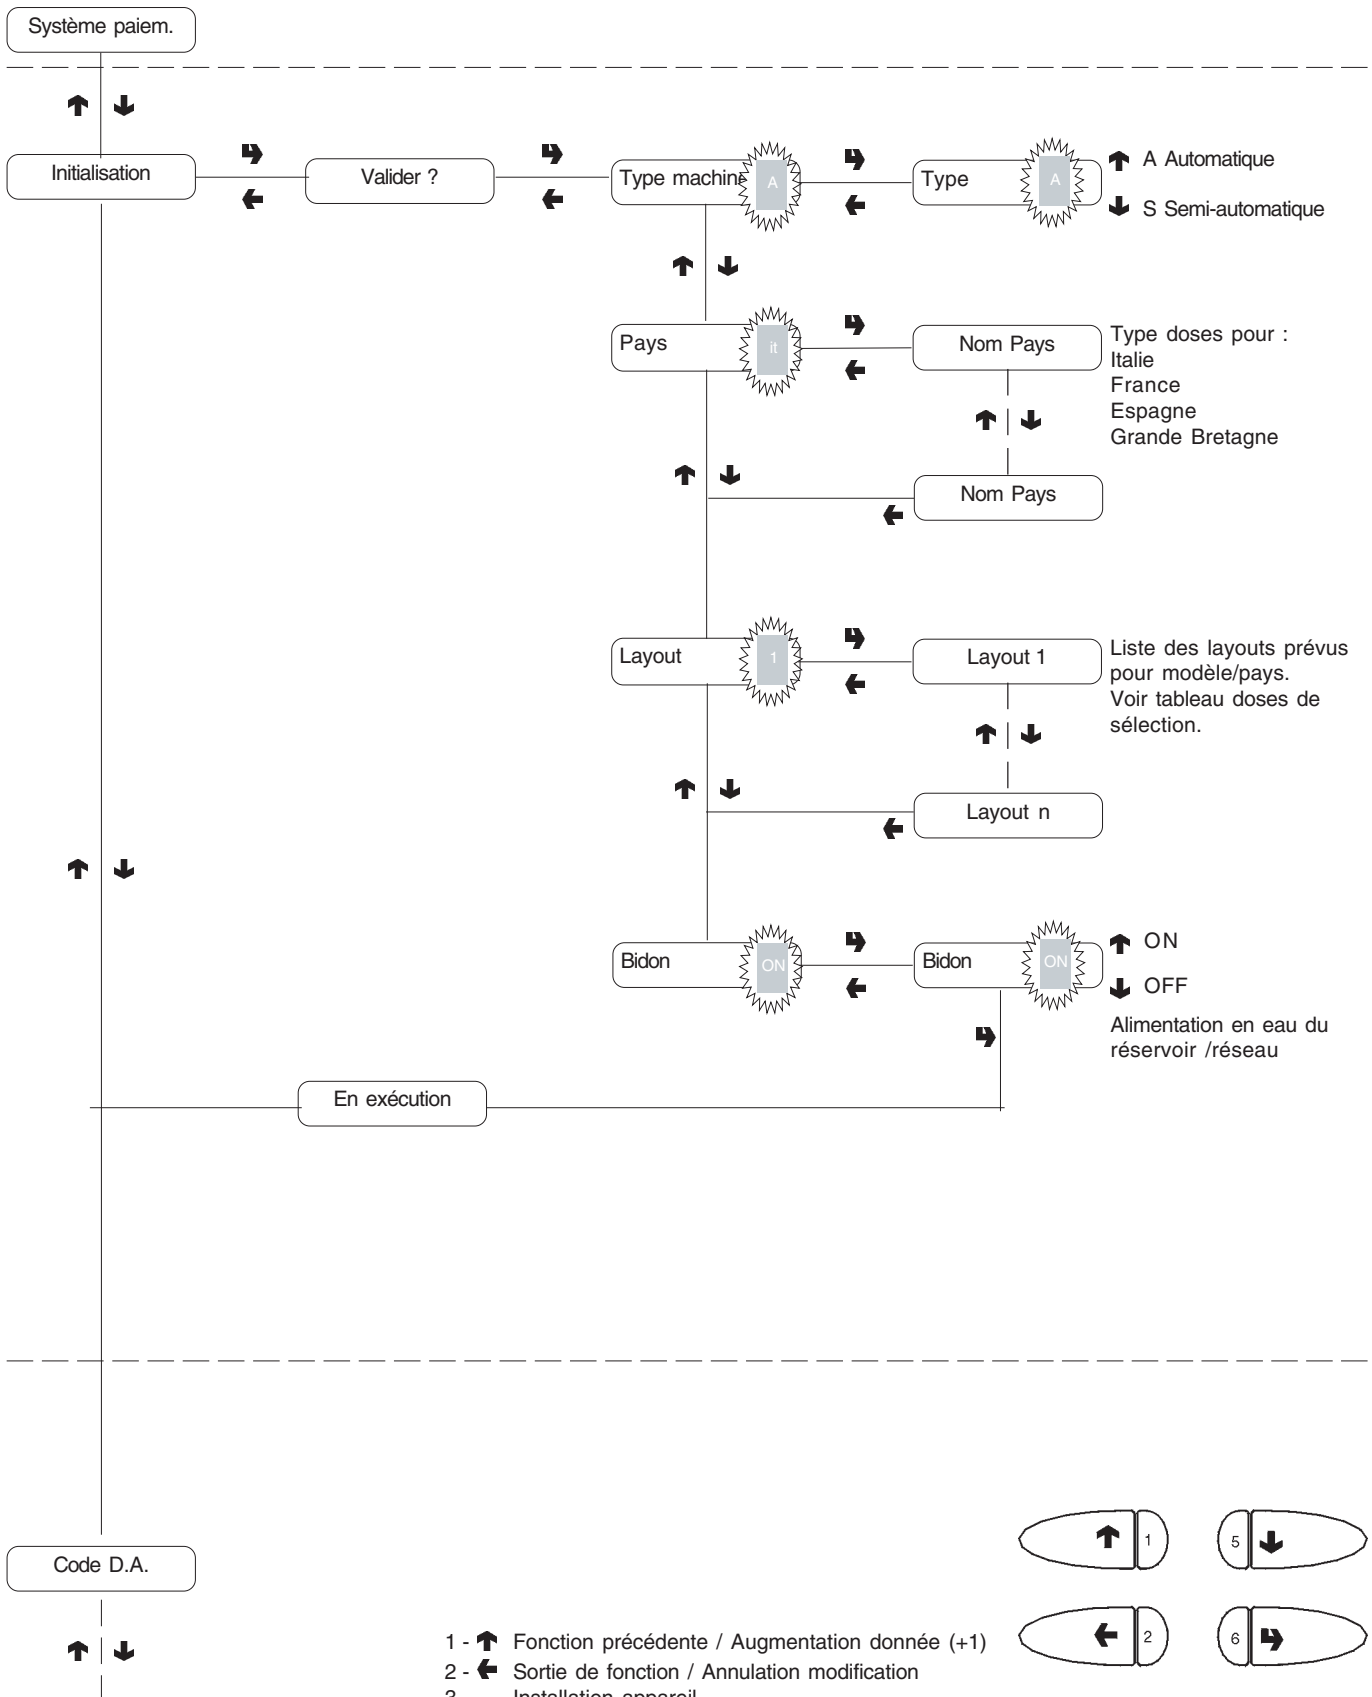 Système paiem.
Initialisation
Valider ?
Type machine
A
Type
A
A Automatique
S Semi-automatique
Pays
it
Nom Pays
Type doses pour :
Italie
France
Espagne
Grande Bretagne
Nom Pays
Layout
1
Layout 1
Liste des layouts prévus
pour modèle/pays.
Voir tableau doses de
sélection.
Layout n
Bidon
ON
Bidon
ON
ON
OFF
Alimentation en eau du
réservoir /réseau
En exécution
Code D.A.
1
5
2
6
1 - Fonction précédente / Augmentation donnée (+1)
2 - Sortie de fonction / Annulation modification
3 Installation appareil